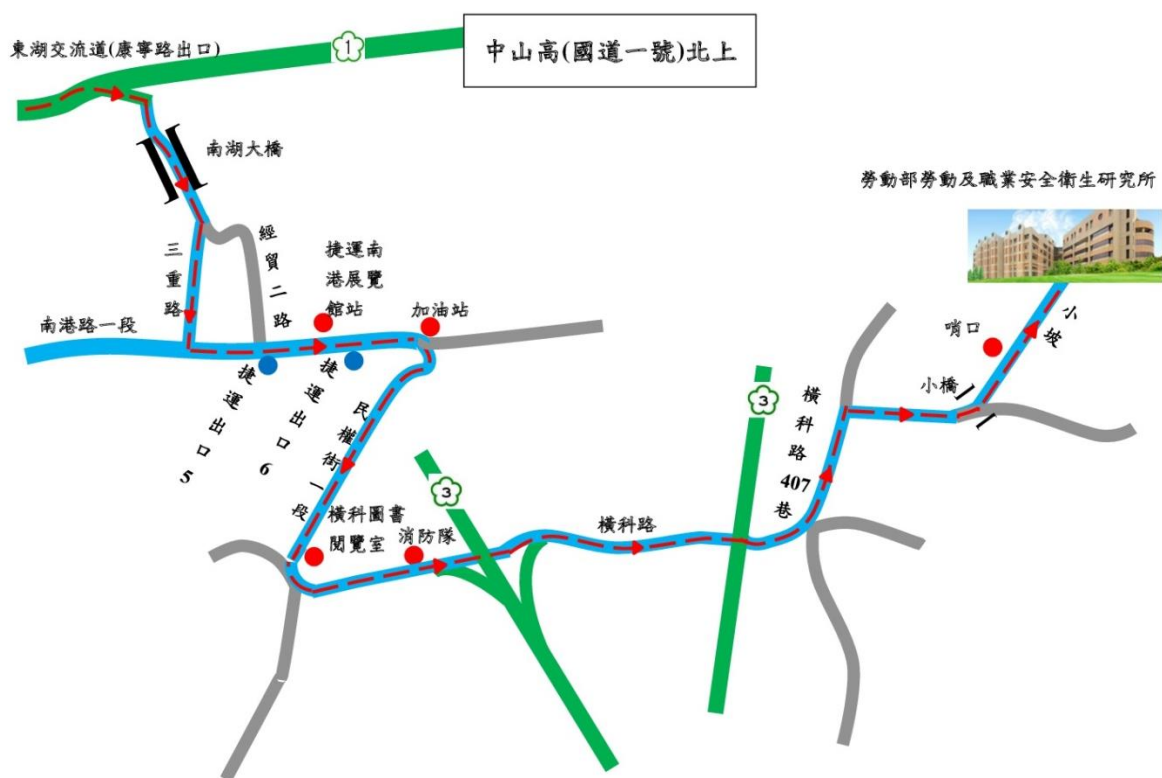 東湖交流道(康寧路出口)
1
中山高(國道一號)北上
南湖大橋
勞動部勞動及職業安全衛生研究所
三重路
經貿二路
捷運南
港展覽
館站
加油站
南港路一段
捷運出口5
捷運出口6
民權街一段
小坡
哨口
小橋
3
橫科路407巷
3
橫科圖書
閱覽室
消防隊
橫科路